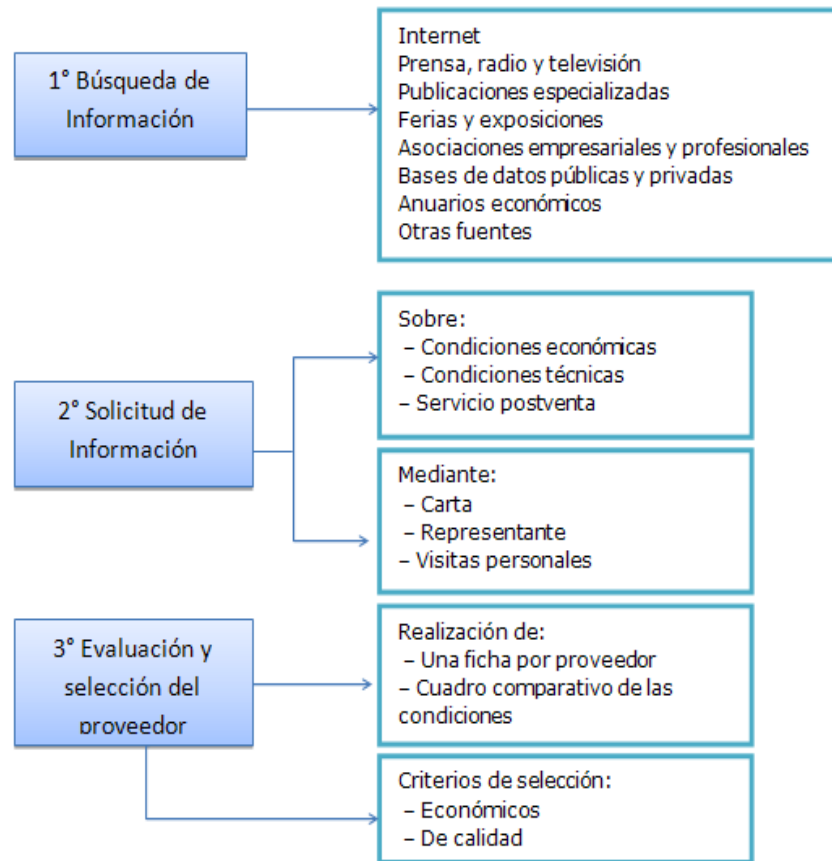 1° Búsqueda de
Información
Internet
Prensa, radio y televisión
Publicaciones especializadas
Ferias y exposiciones
Asociaciones empresariales y profesionales
Bases de datos públicas y privadas
Anuarios económicos
Otras fuentes
2° Solicitud de
Información
Sobre:
– Condiciones económicas
– Condiciones técnicas
– Servicio postventa
Mediante:
– Carta
– Representante
– Visitas personales
3° Evaluación y
selección del
proveedor
Realización de:
– Una ficha por proveedor
– Cuadro comparativo de las
condiciones
Criterios de selección:
– Económicos
– De calidad